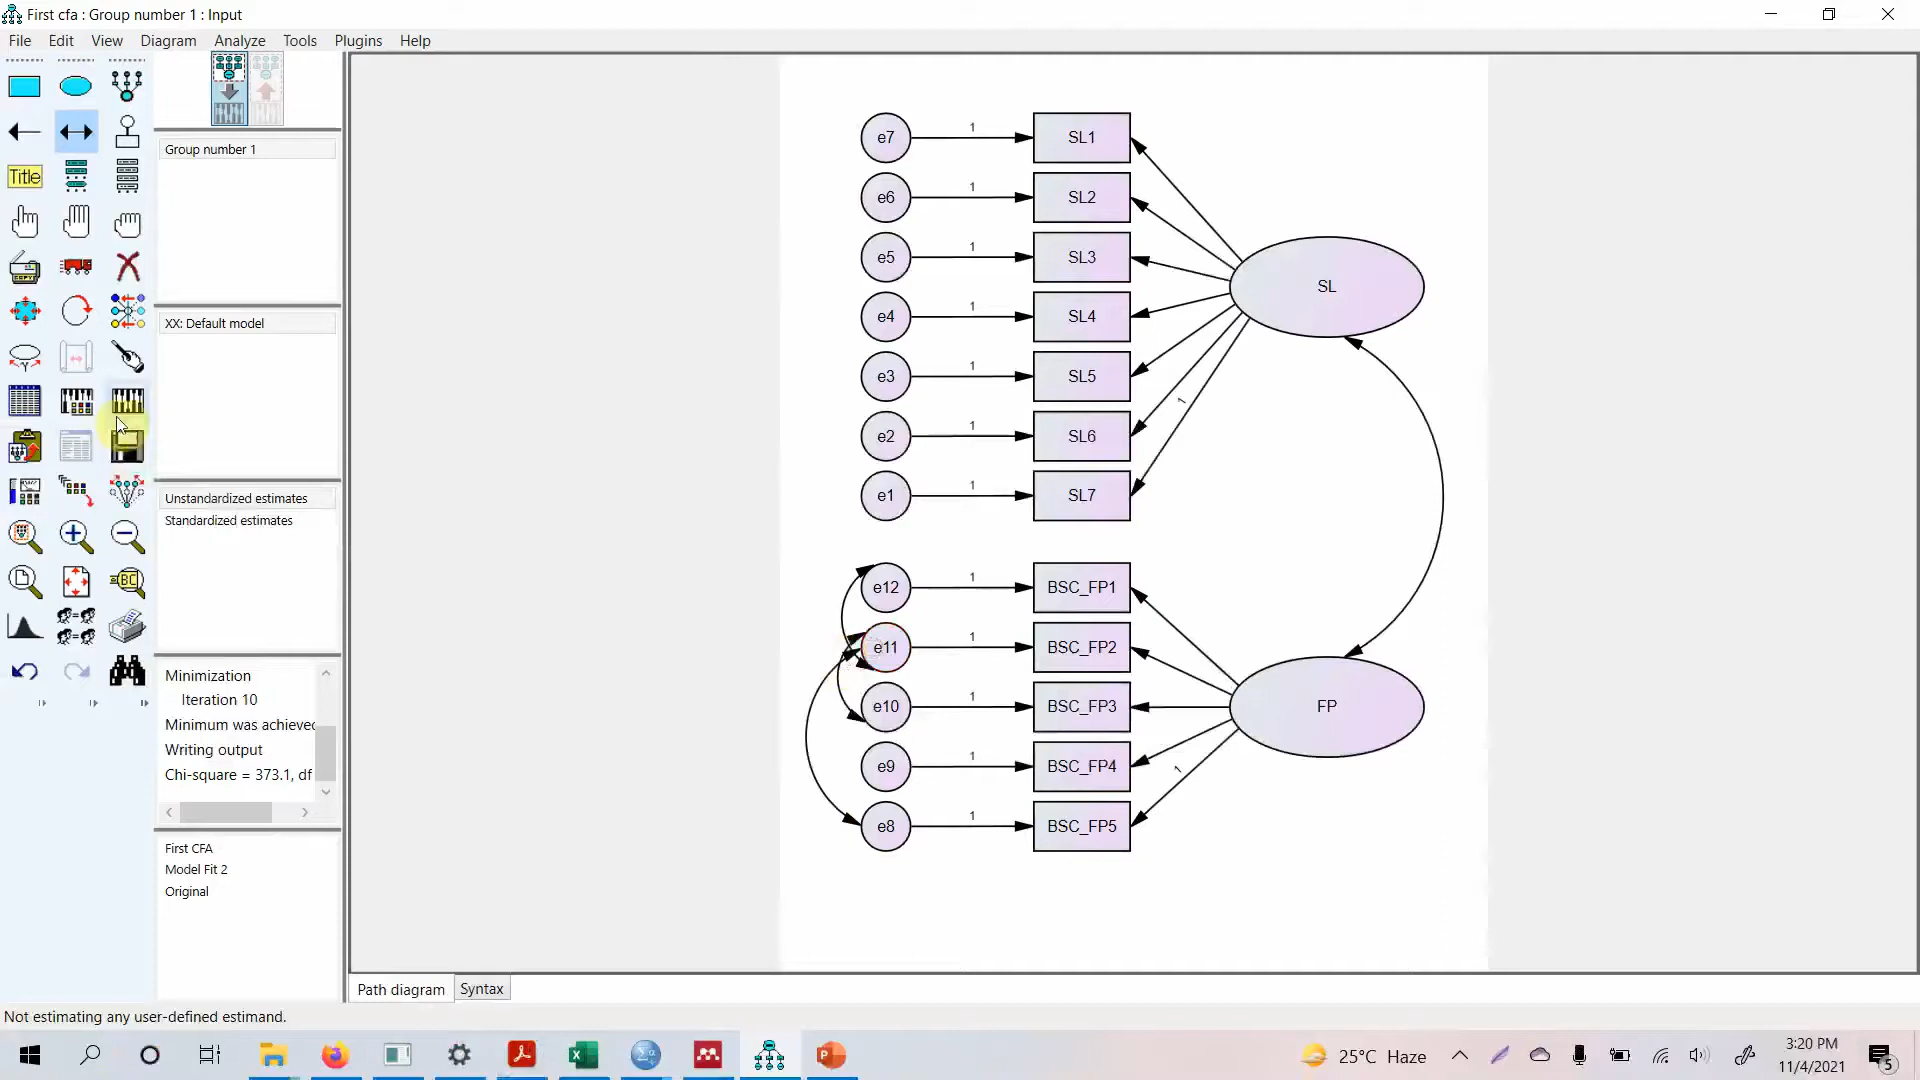 First cfa : Group number 1 : Input
File Edit View Diagram Analyze Tools Plugins Help
Title
Group number 1
XX: Default model
Unstandardized estimates
Standardized estimates
Minimization
Iteration 10
Minimum was achieved
Writing output
Chi-square = 373.1, df
First CFA
Model Fit 2
Original
e7 1 SL1
e6 1 SL2
e5 1 SL3
SL
e4 1 SL4
e3 1 SL5
1
e2 1 SL6
e1 1 SL7
e12 1 BSC_FP1
e11 1 BSC_FP2
e10 1 BSC_FP3
FP
e9 1 BSC_FP4
1
e8 1 BSC_FP5
Path diagram Syntax
Not estimating any user-defined estimand.
25°C Haze
3:20 PM
11/4/2021
5